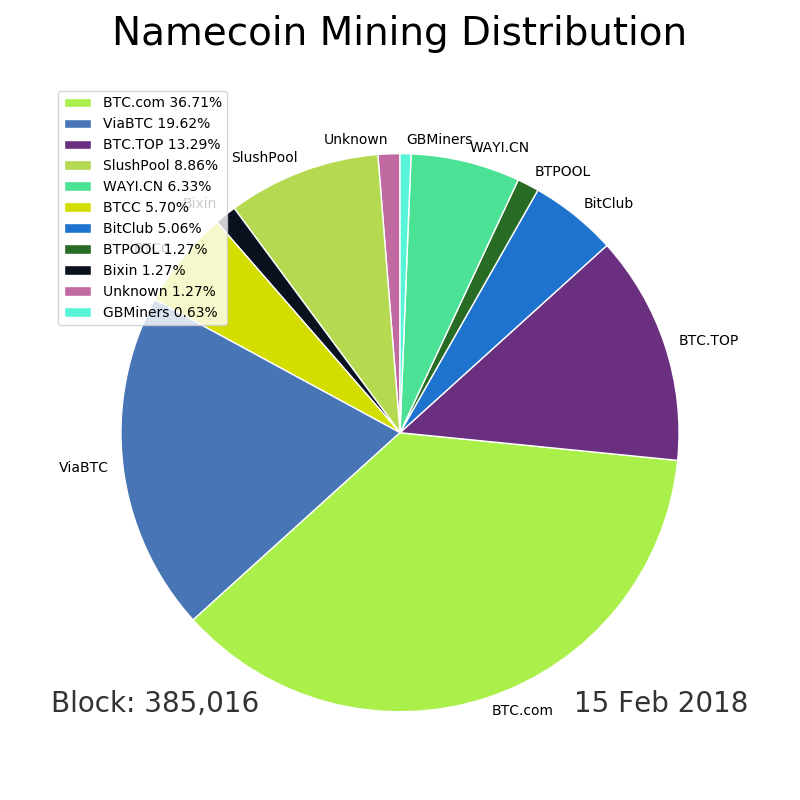 Namecoin Mining Distribution
BTC.com 36.71%
ViaBTC 19.62%
BTC.TOP 13.29%
SlushPool 8.86%
WAYI.CN 6.33%
BTCC 5.70%
BitClub 5.06%
BTPOOL 1.27%
Bixin 1.27%
Unknown 1.27%
GBMiners 0.63%
Unknown
GBMiners
WAYI.CN
SlushPool
BTPOOL
Bixin
BitClub
BTCC
BTC.TOP
ViaBTC
BTC.com
Block: 385,016
15 Feb 2018